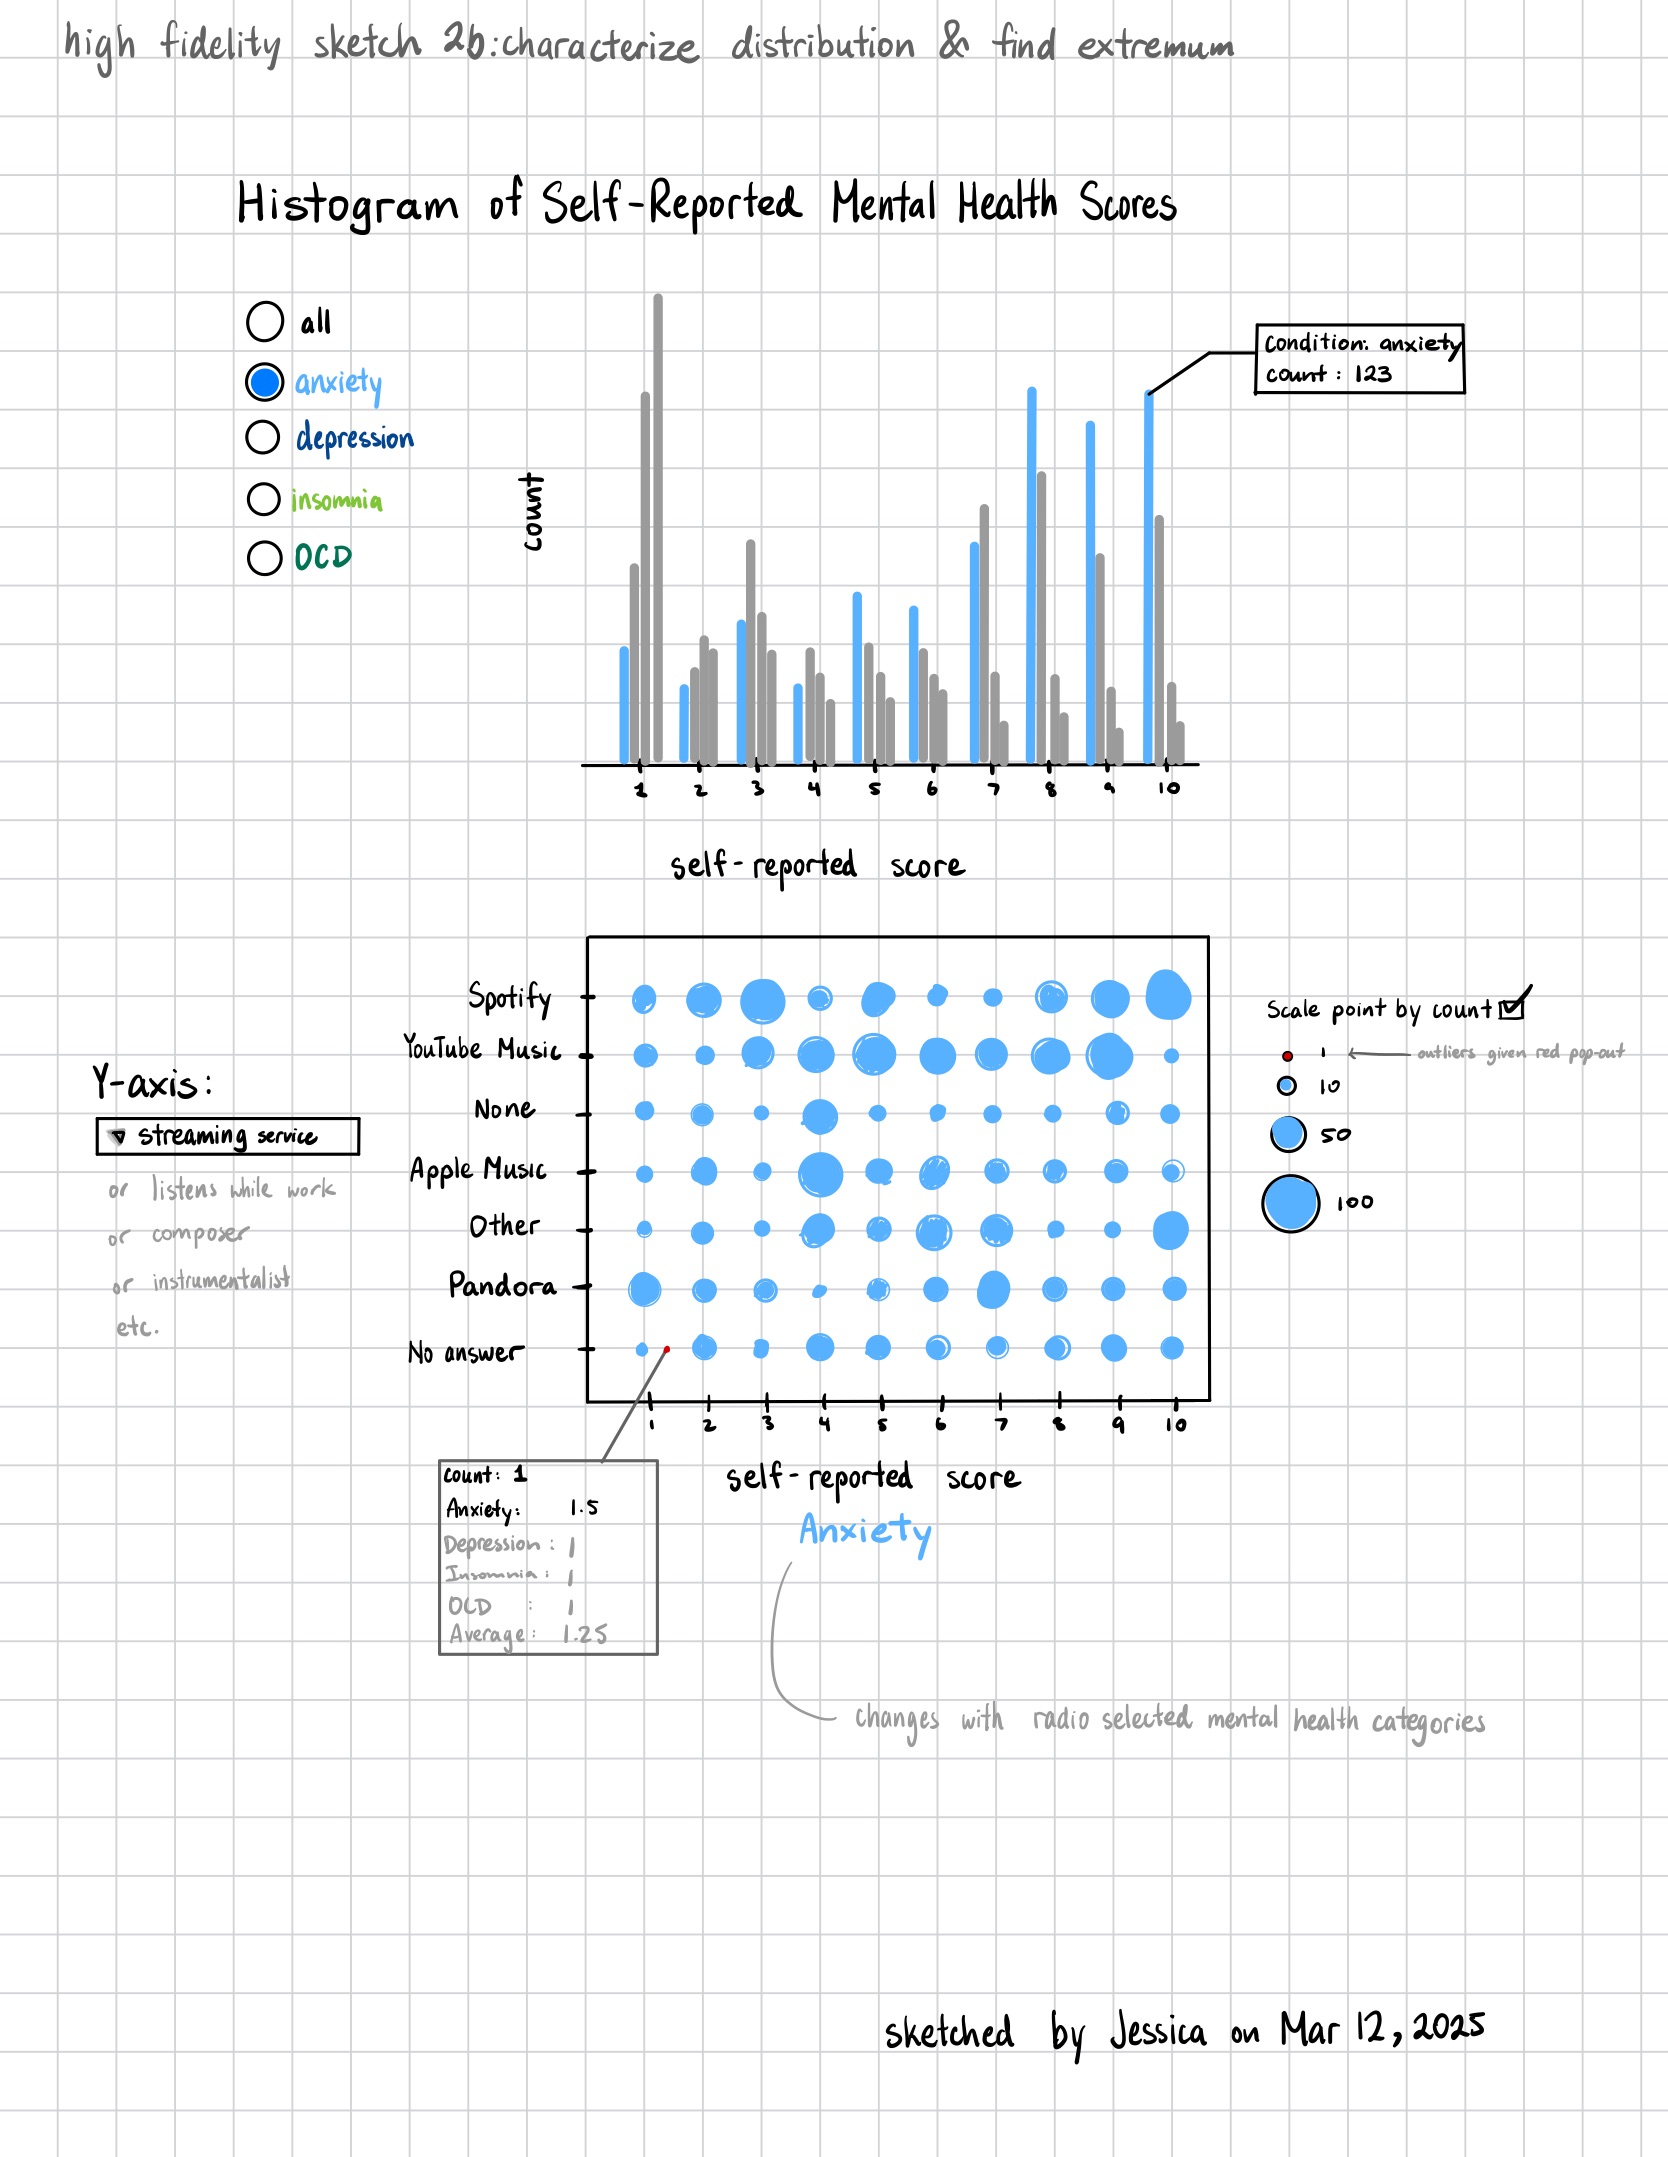 high fidelity sketch 2b: characterize distribution & find extremum
Histogram of Self-Reported Mental Health Scores
all
anxiety
depression
insomnia
OCD
count
condition: anxiety
count : 123
1 2 3 4 5 6 7 8 9 10
self-reported score
Spotify
YouTube Music
None
Apple Music
Other
Pandora
No answer
Y-axis:
streaming service
or listens while work
or composer
or instrumentalist
etc.
Scale point by count
1 outliers given red pop-out
10
50
100
1 2 3 4 5 6 7 8 9 10
self-reported score
Anxiety
count: 1
Anxiety: 1.5
Depression: 1
Insomnia: 1
OCD : 1
Average: 1.25
changes with radio selected mental health categories
sketched by Jessica on Mar 12, 2025